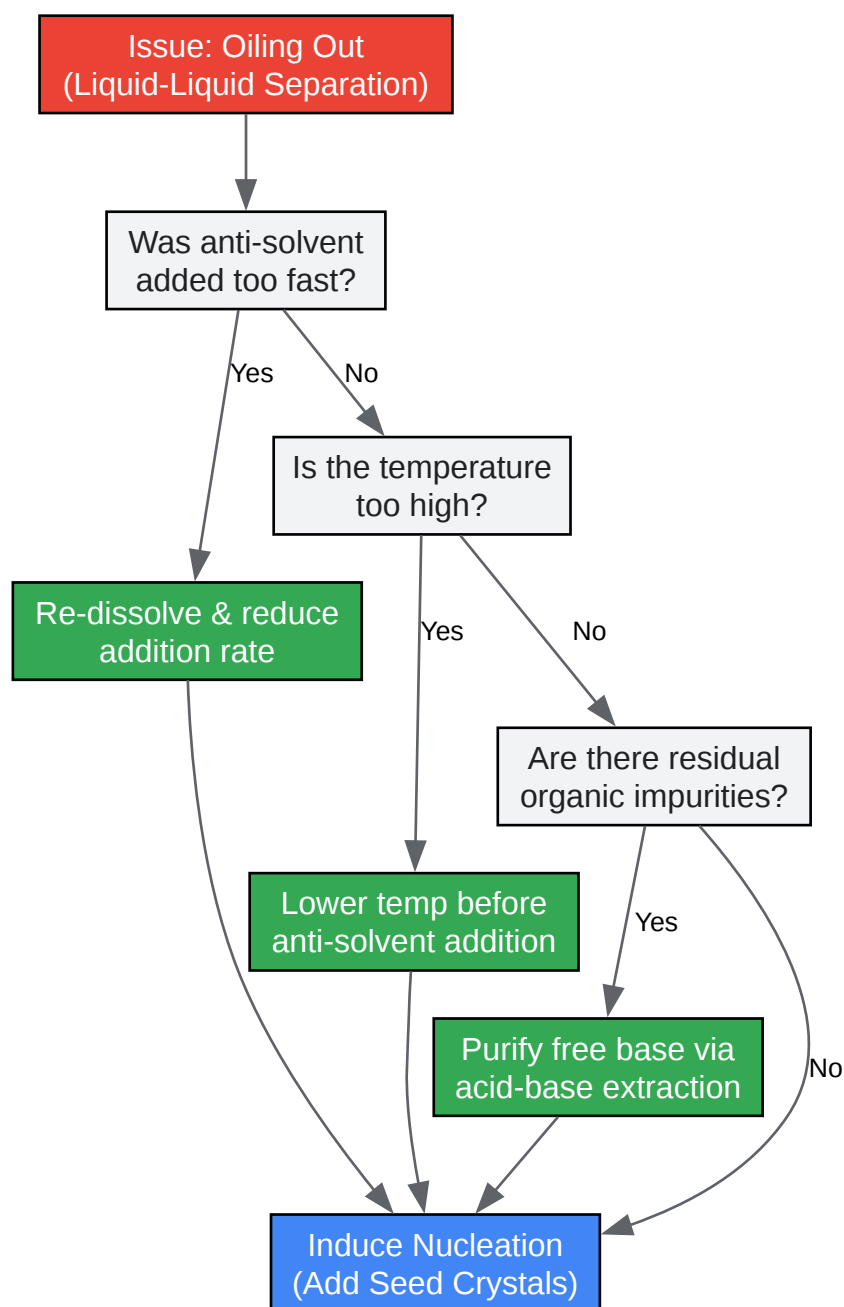 Issue: Oiling Out
(Liquid-Liquid Separation)
Was anti-solvent
added too fast?
Yes
No
Is the temperature
too high?
Re-dissolve & reduce
addition rate
Yes
No
Are there residual
organic impurities?
Lower temp before
anti-solvent addition
Yes
Purify free base via
acid-base extraction
No
Induce Nucleation
(Add Seed Crystals)